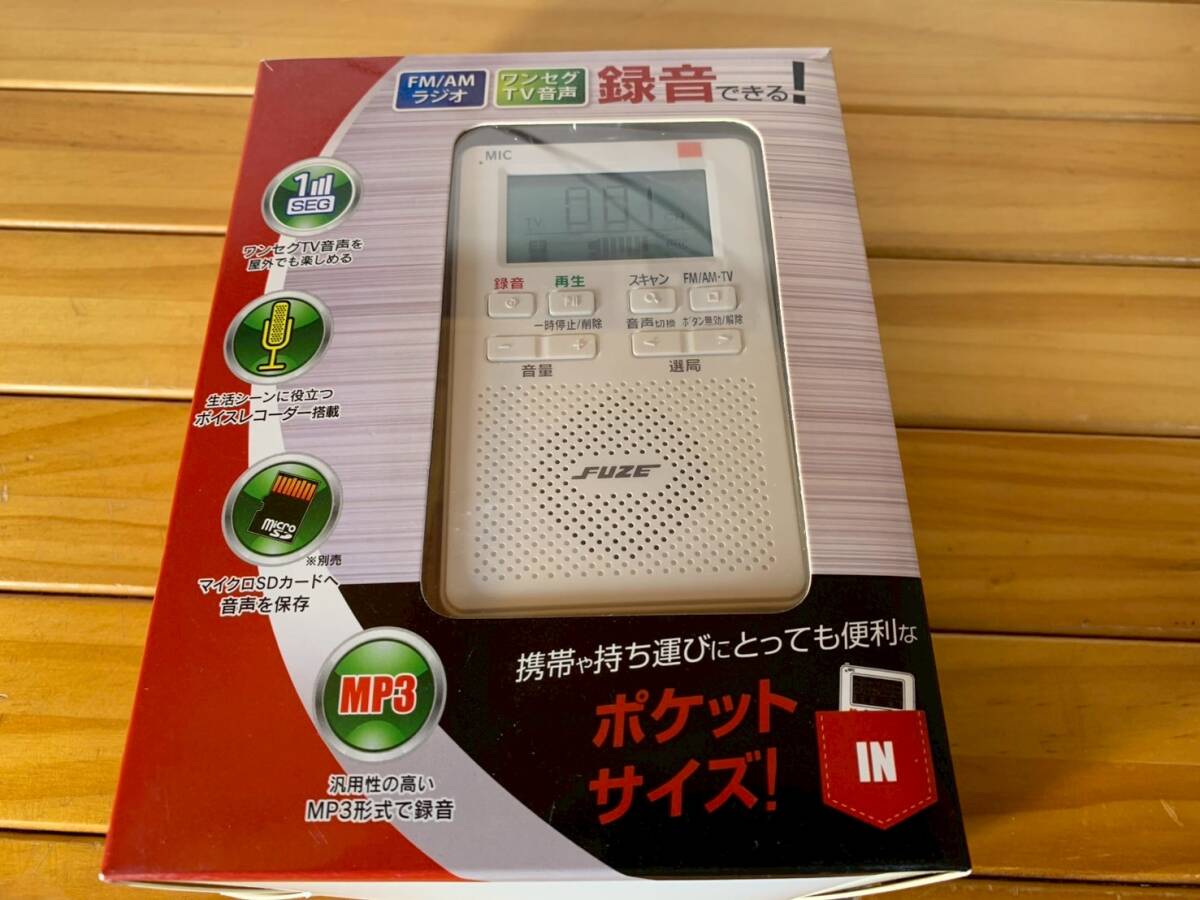 FM/AM
ラジオ
ワンセグ
TV音声
録音できる!
1
SEG
ワンセグTV音声を
屋外でも楽しめる
生活シーンに役立つ
ボイスレコーダー搭載
micro
SD
※別売
マイクロSDカードへ
音声を保存
MP3
汎用性の高い
MP3形式で録音
MIC
081
TV
録音 再生 スキャン FM/AM・TV
一時停止/削除 音声切換 ボタン無効/解除
- +
< >
音量 選局
FUZE
携帯や持ち運びにとっても便利な
ポケット
サイズ!
IN